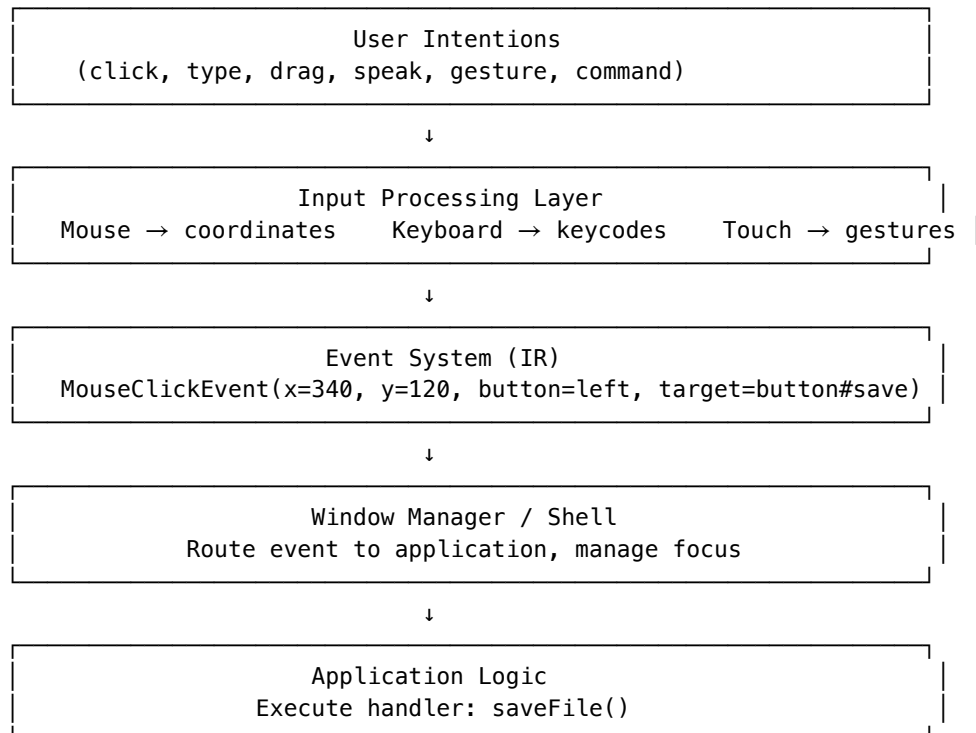 User Intentions
(click, type, drag, speak, gesture, command)
↓
Input Processing Layer
Mouse → coordinates    Keyboard → keycodes    Touch → gestures
↓
Event System (IR)
MouseClickEvent(x=340, y=120, button=left, target=button#save)
↓
Window Manager / Shell
Route event to application, manage focus
↓
Application Logic
Execute handler: saveFile()